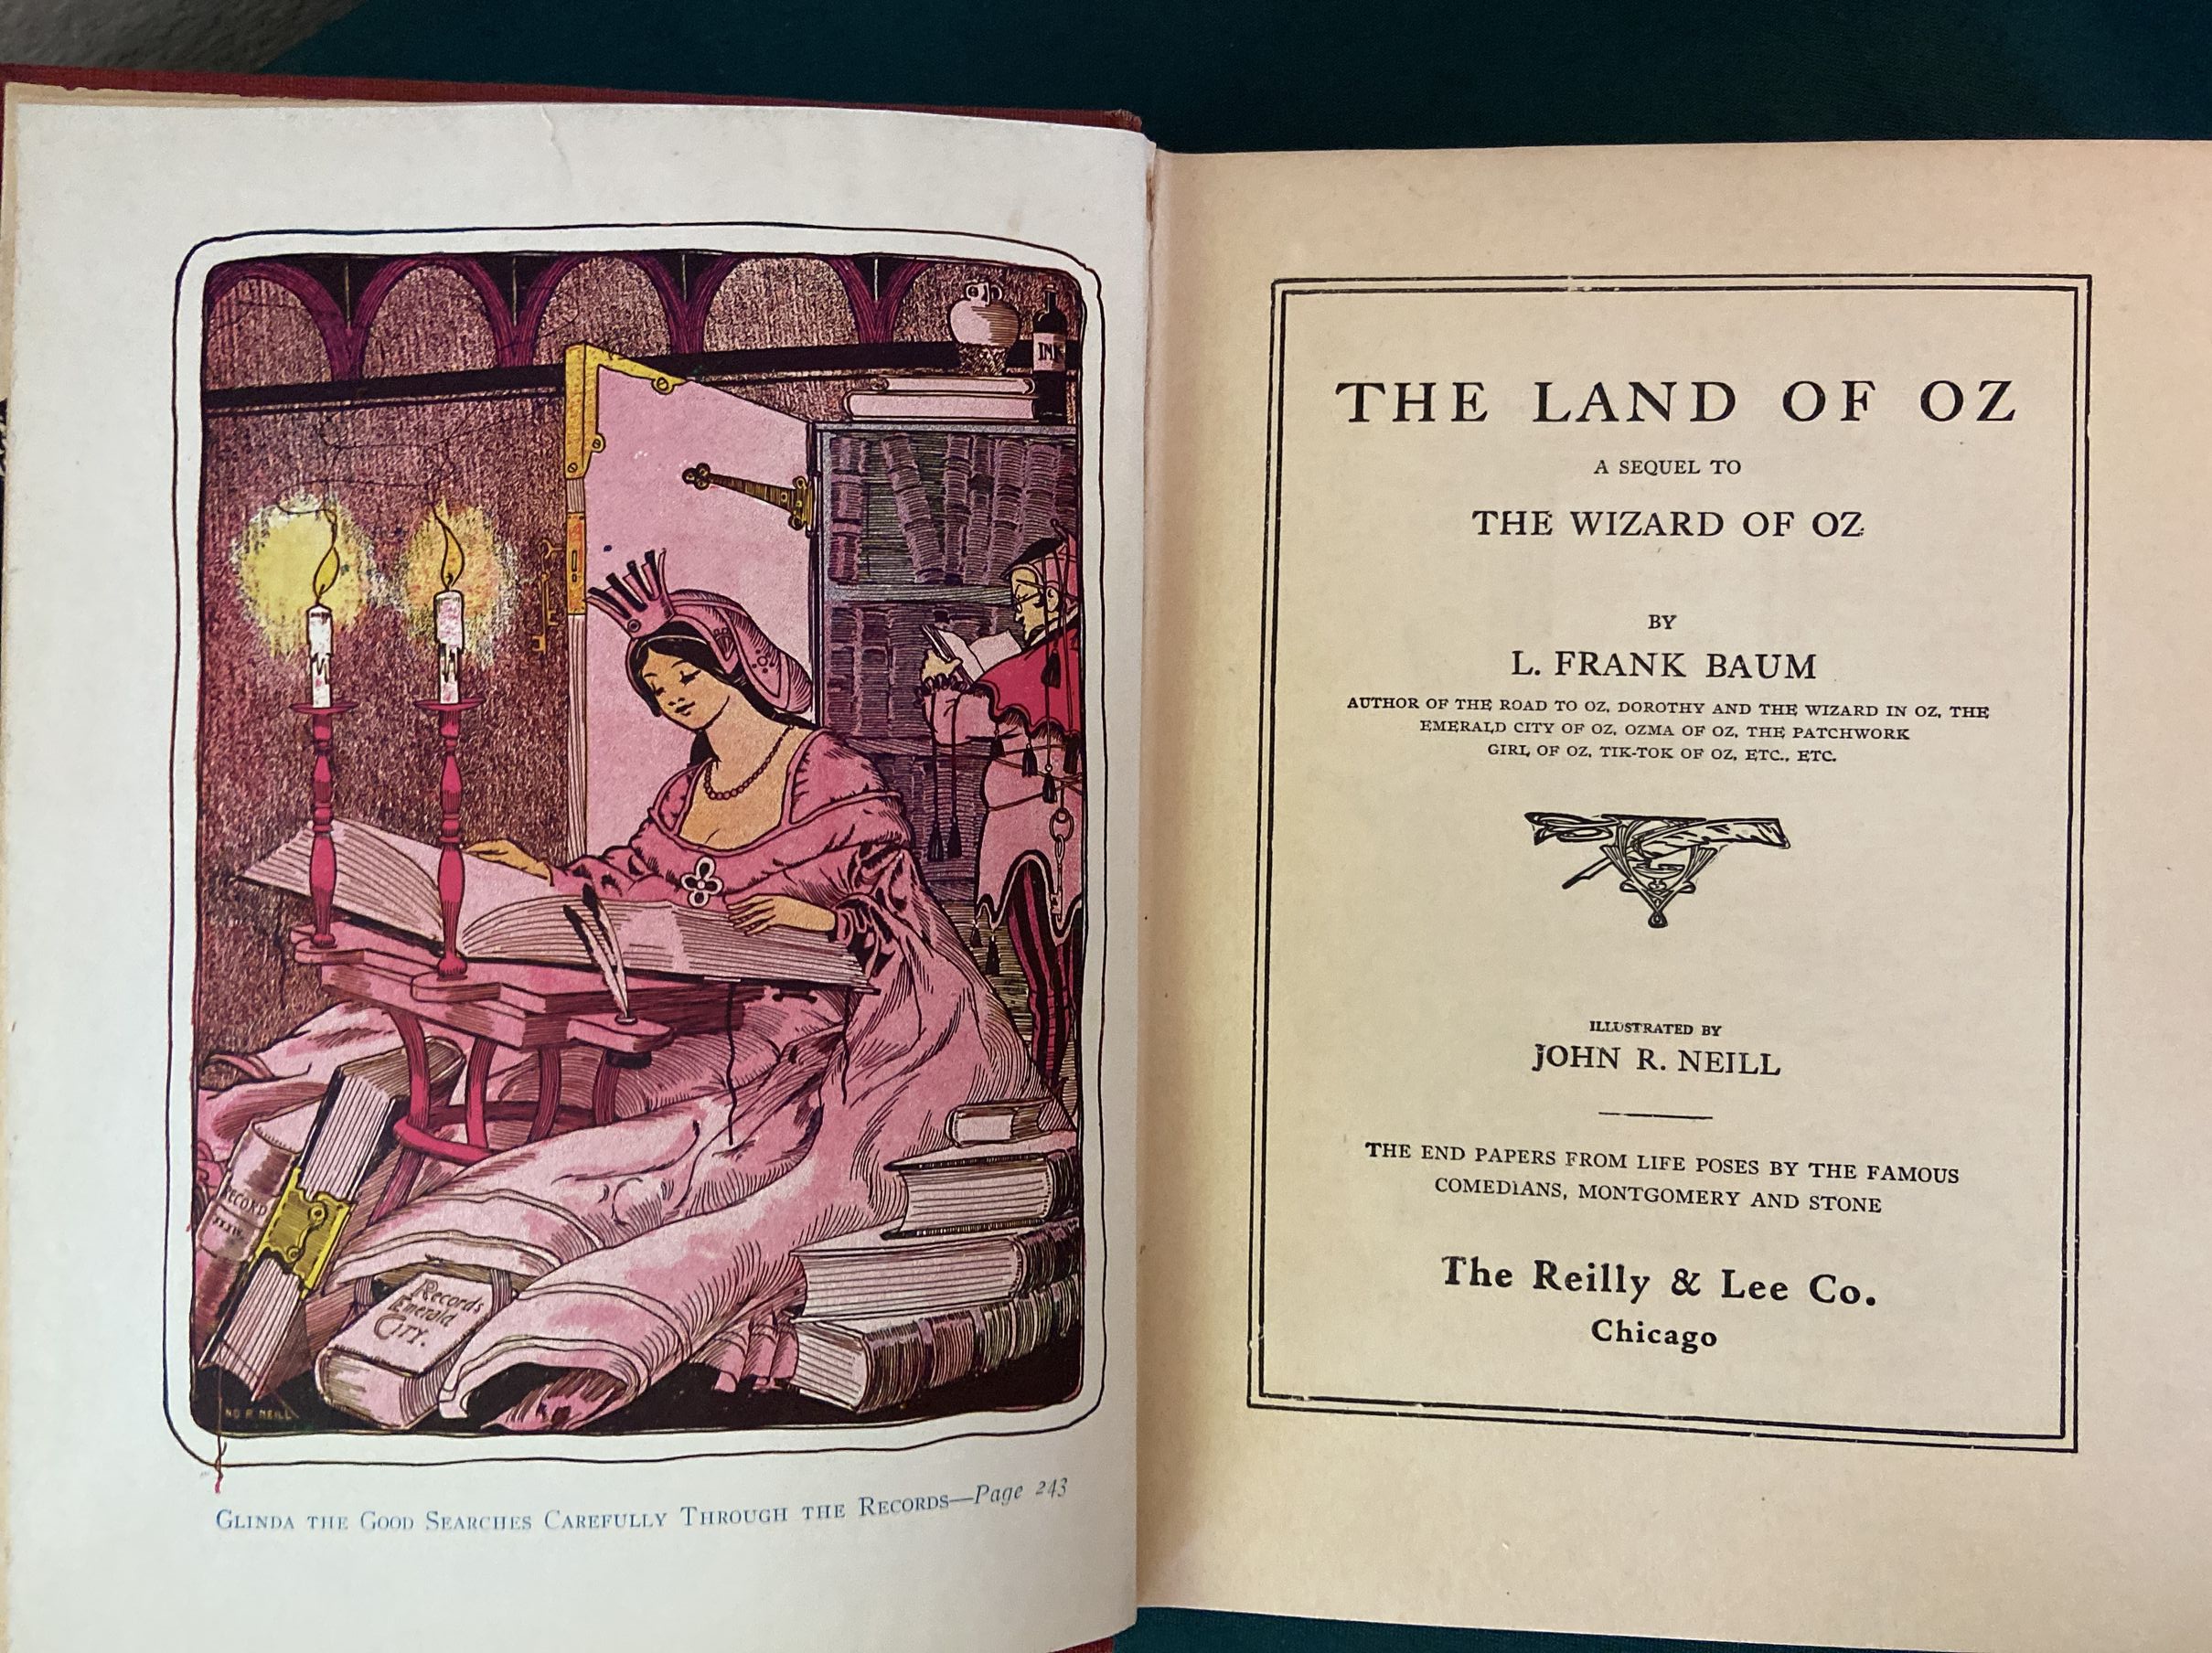 INK
RECORD
XXXIV.
Records
Emerald
CITY.
NO R. NEILL
GLINDA THE GOOD SEARCHES CAREFULLY THROUGH THE RECORDS—Page 243
THE LAND OF OZ
A SEQUEL TO
THE WIZARD OF OZ
BY
L. FRANK BAUM
AUTHOR OF THE ROAD TO OZ, DOROTHY AND THE WIZARD IN OZ, THE
EMERALD CITY OF OZ, OZMA OF OZ, THE PATCHWORK
GIRL OF OZ, TIK-TOK OF OZ, ETC., ETC.
ILLUSTRATED BY
JOHN R. NEILL
THE END PAPERS FROM LIFE POSES BY THE FAMOUS
COMEDIANS, MONTGOMERY AND STONE
The Reilly & Lee Co.
Chicago